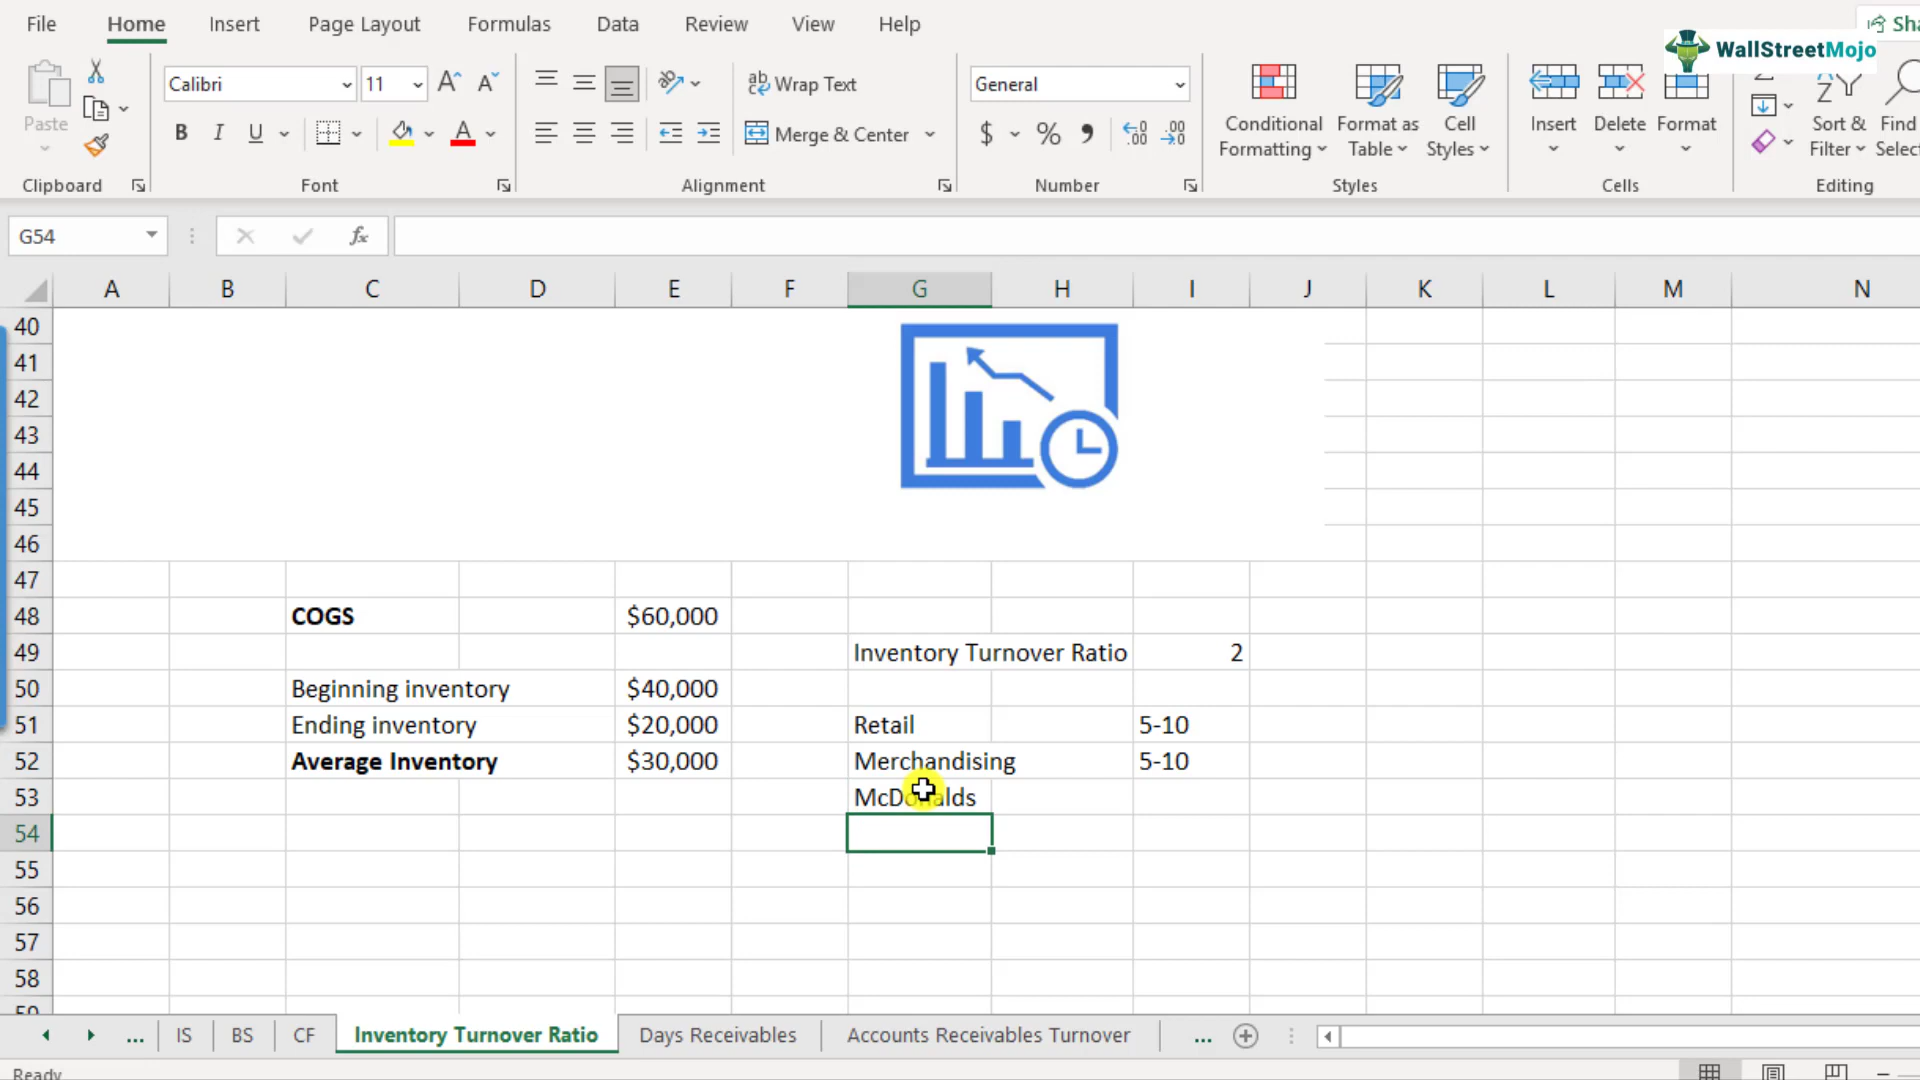 File Home Insert Page Layout Formulas Data Review View Help
WallStreetMojo
Calibri 11 Wrap Text General
Paste B I U Merge & Center $ % Conditional Formatting Format as Table Cell Styles Insert Delete Format Sort & Filter Find
Clipboard Font Alignment Number Styles Cells Editing
G54 fx
A B C D E F G H I J K L M N
40
41
42
43
44
45
46
47
48 COGS $60,000
49 Inventory Turnover Ratio 2
50 Beginning inventory $40,000
51 Ending inventory $20,000 Retail 5-10
52 Average Inventory $30,000 Merchandising 5-10
53 McDonalds
54
55
56
57
58
... IS BS CF Inventory Turnover Ratio Days Receivables Accounts Receivables Turnover ...
Ready